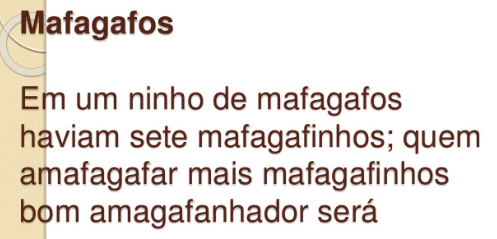 Mafagafos
Em um ninho de mafagafos
haviam sete mafagafinhos; quem
amafagafar mais mafagafinhos
bom amagafanhador será